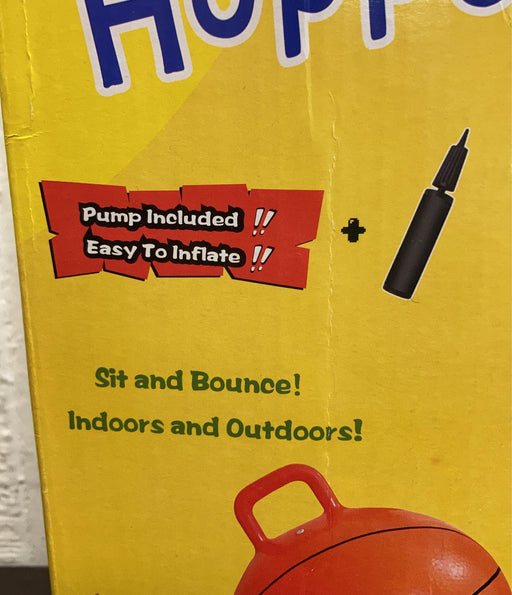 Pump Included !!
Easy To Inflate !!
+
Sit and Bounce!
Indoors and Outdoors!